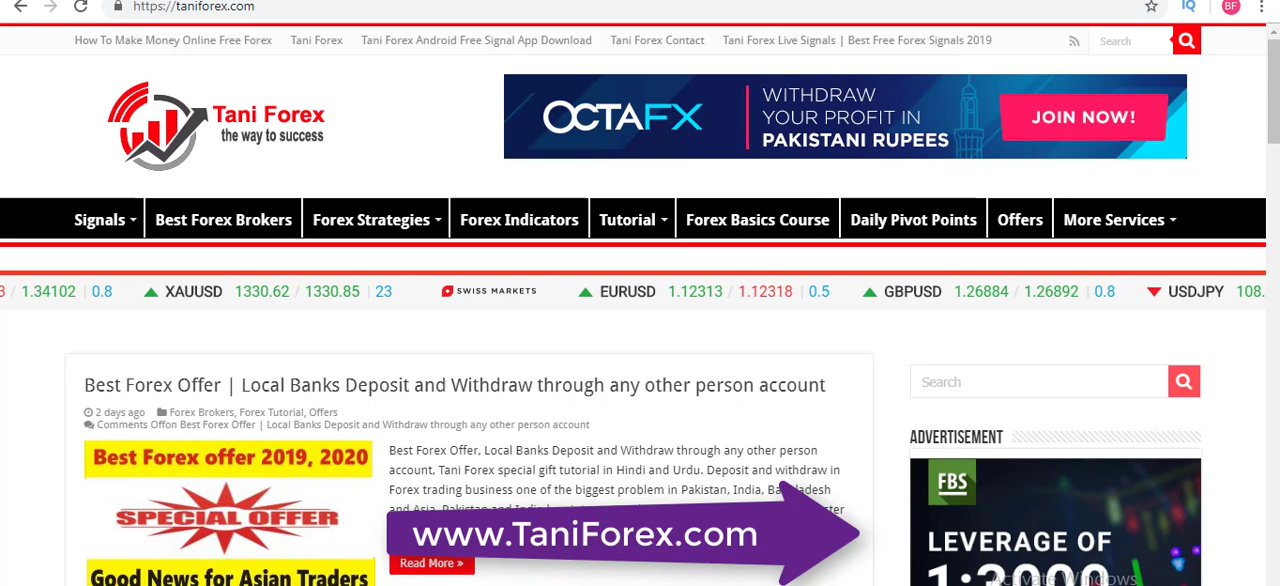 https://taniforex.com
BF
How To Make Money Online Free Forex Tani Forex Tani Forex Android Free Signal App Download Tani Forex Contact Tani Forex Live Signals | Best Free Forex Signals 2019 Search
Tani Forex
the way to success
OCTAFX
WITHDRAW
YOUR PROFIT IN
PAKISTANI RUPEES
JOIN NOW!
Signals Best Forex Brokers Forex Strategies Forex Indicators Tutorial Forex Basics Course Daily Pivot Points Offers More Services
3 / 1.34102 | 0.8 XAUUSD 1330.62 / 1330.85 | 23 SWISS MARKETS EURUSD 1.12313 / 1.12318 | 0.5 GBPUSD 1.26884 / 1.26892 | 0.8 USDJPY 108.
Best Forex Offer | Local Banks Deposit and Withdraw through any other person account
2 days ago Forex Brokers, Forex Tutorial, Offers
Comments Offon Best Forex Offer | Local Banks Deposit and Withdraw through any other person account
Best Forex offer 2019, 2020
SPECIAL OFFER
Good News for Asian Traders
Best Forex Offer, Local Banks Deposit and Withdraw through any other person
account, Tani Forex special gift tutorial in Hindi and Urdu. Deposit and withdraw in
Forex trading business one of the biggest problem in Pakistan, India,
and Asia.
www.TaniForex.com
Read More »
Search
ADVERTISEMENT
FBS
LEVERAGE OF
Activate Windows